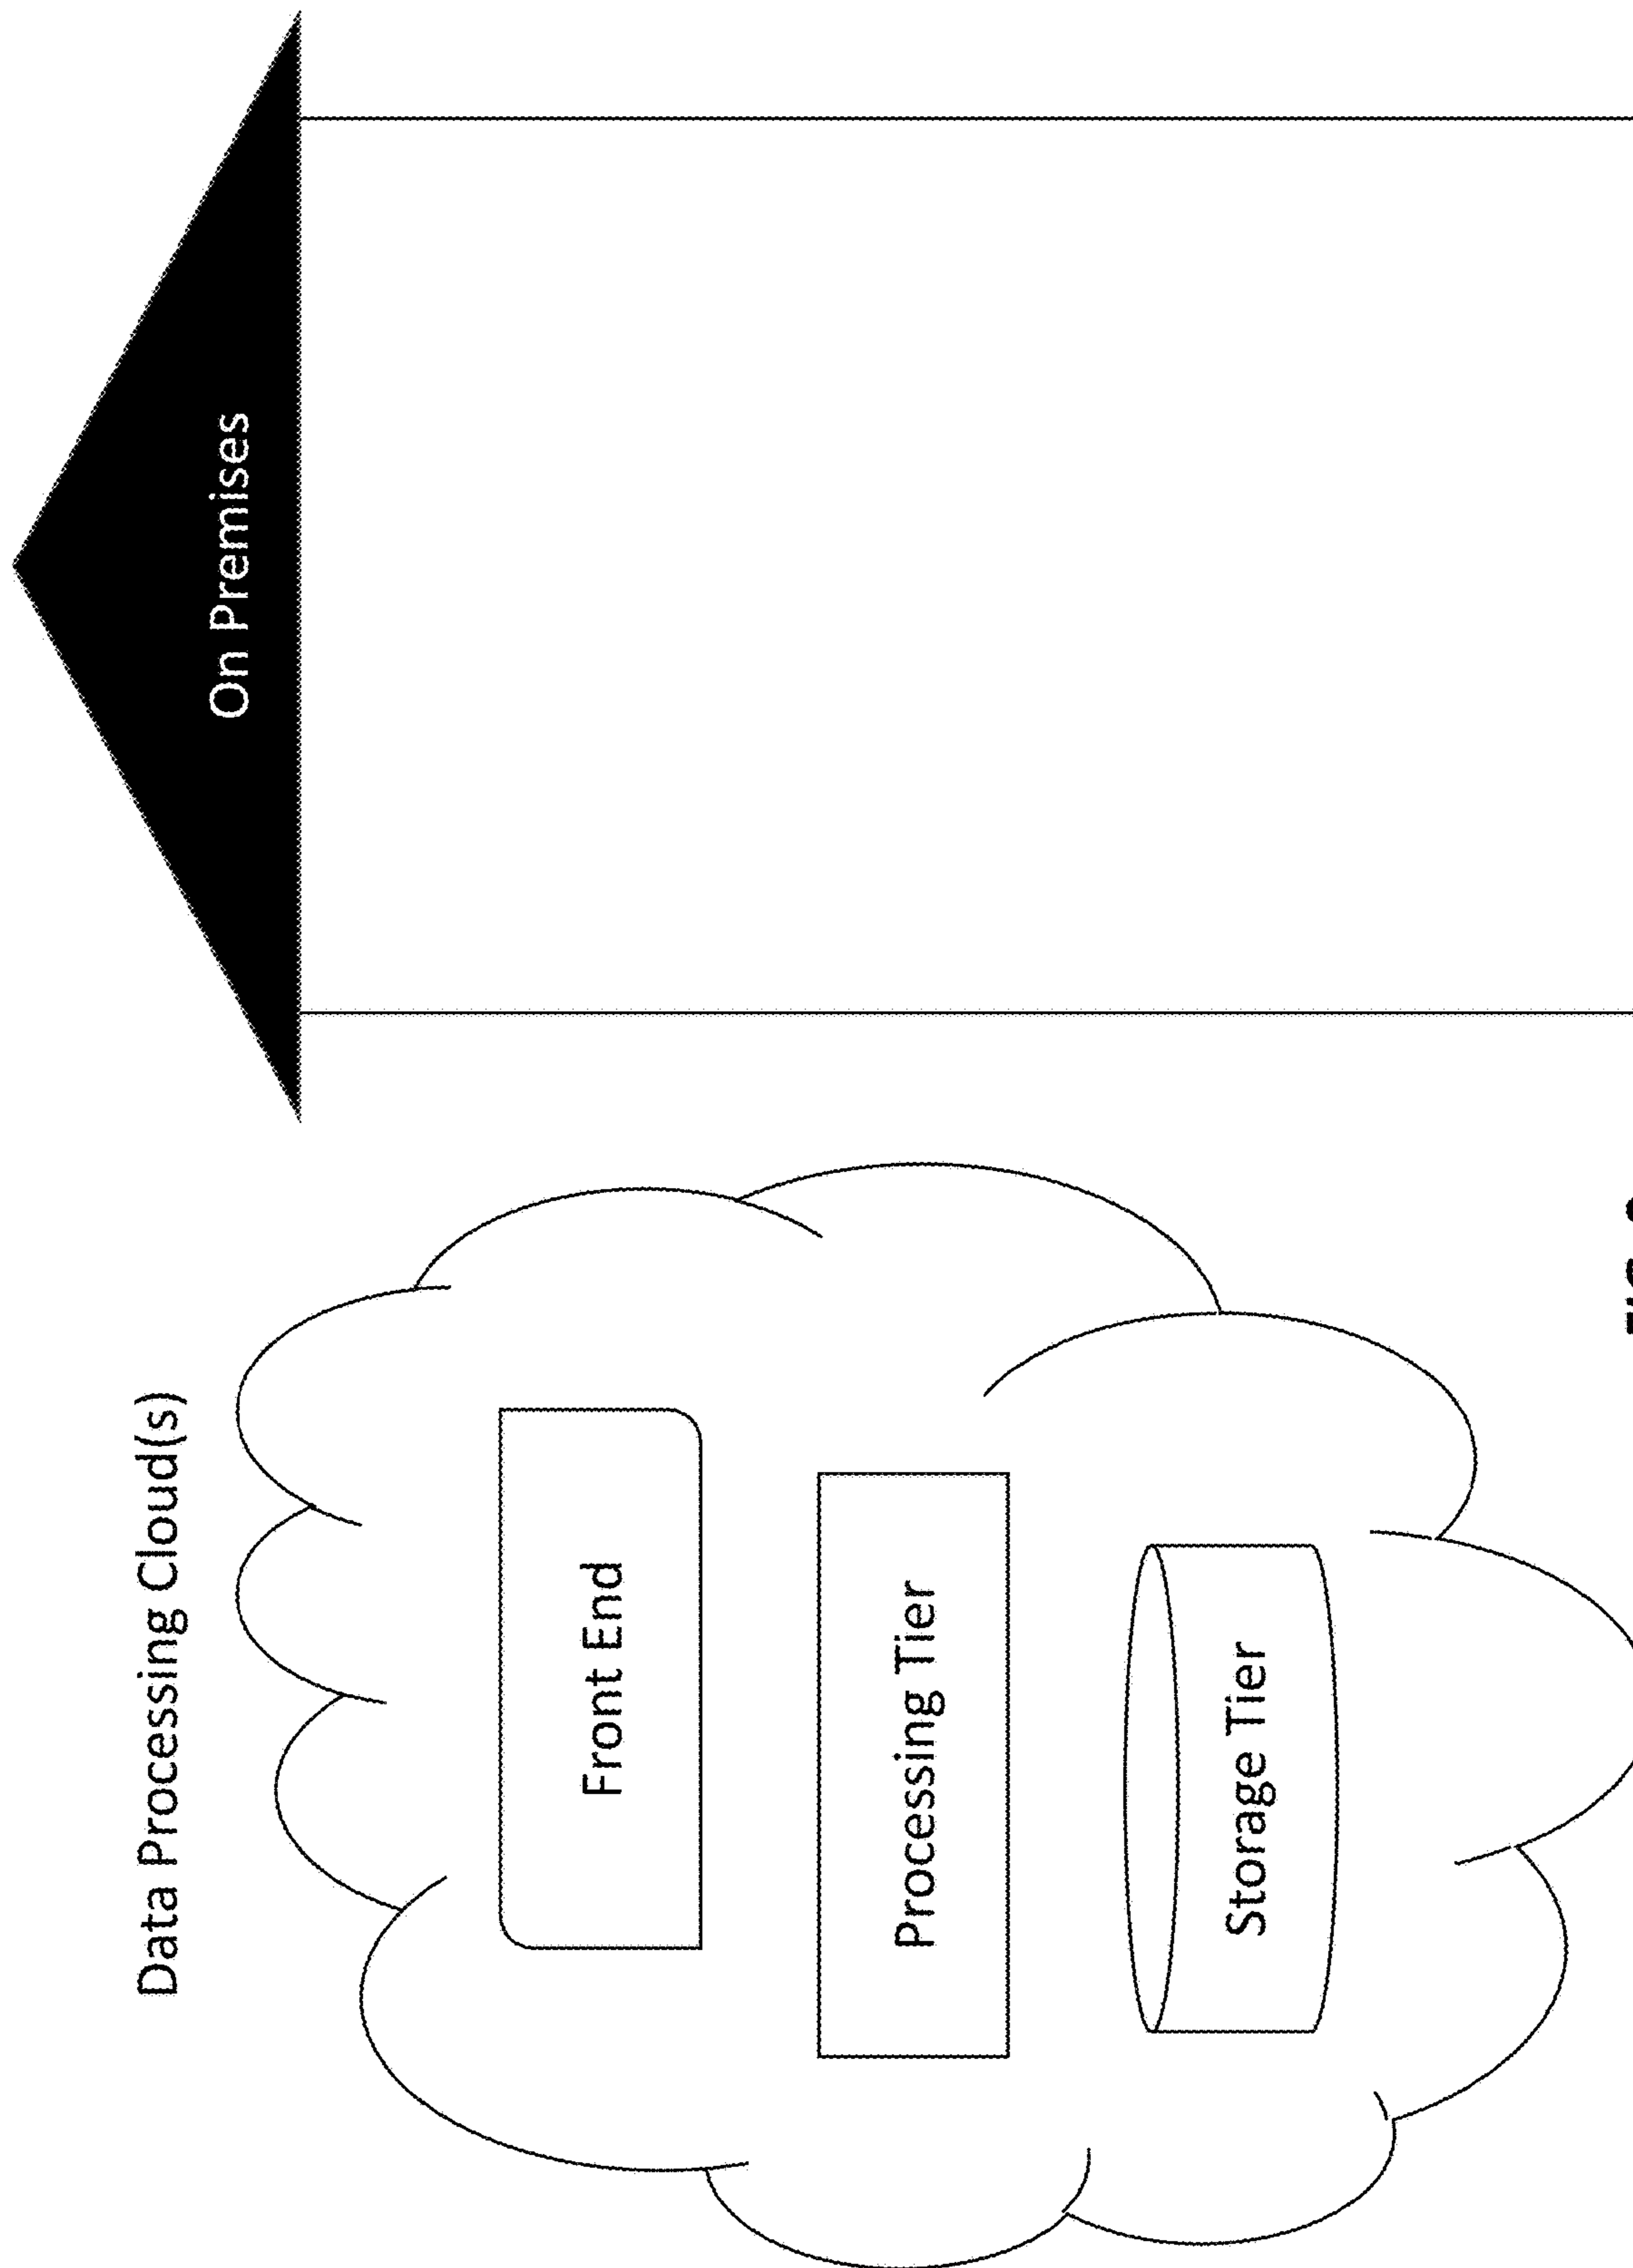 Data Processing Cloud(s)
On Premises
Front End
Processing Tier
Storage Tier